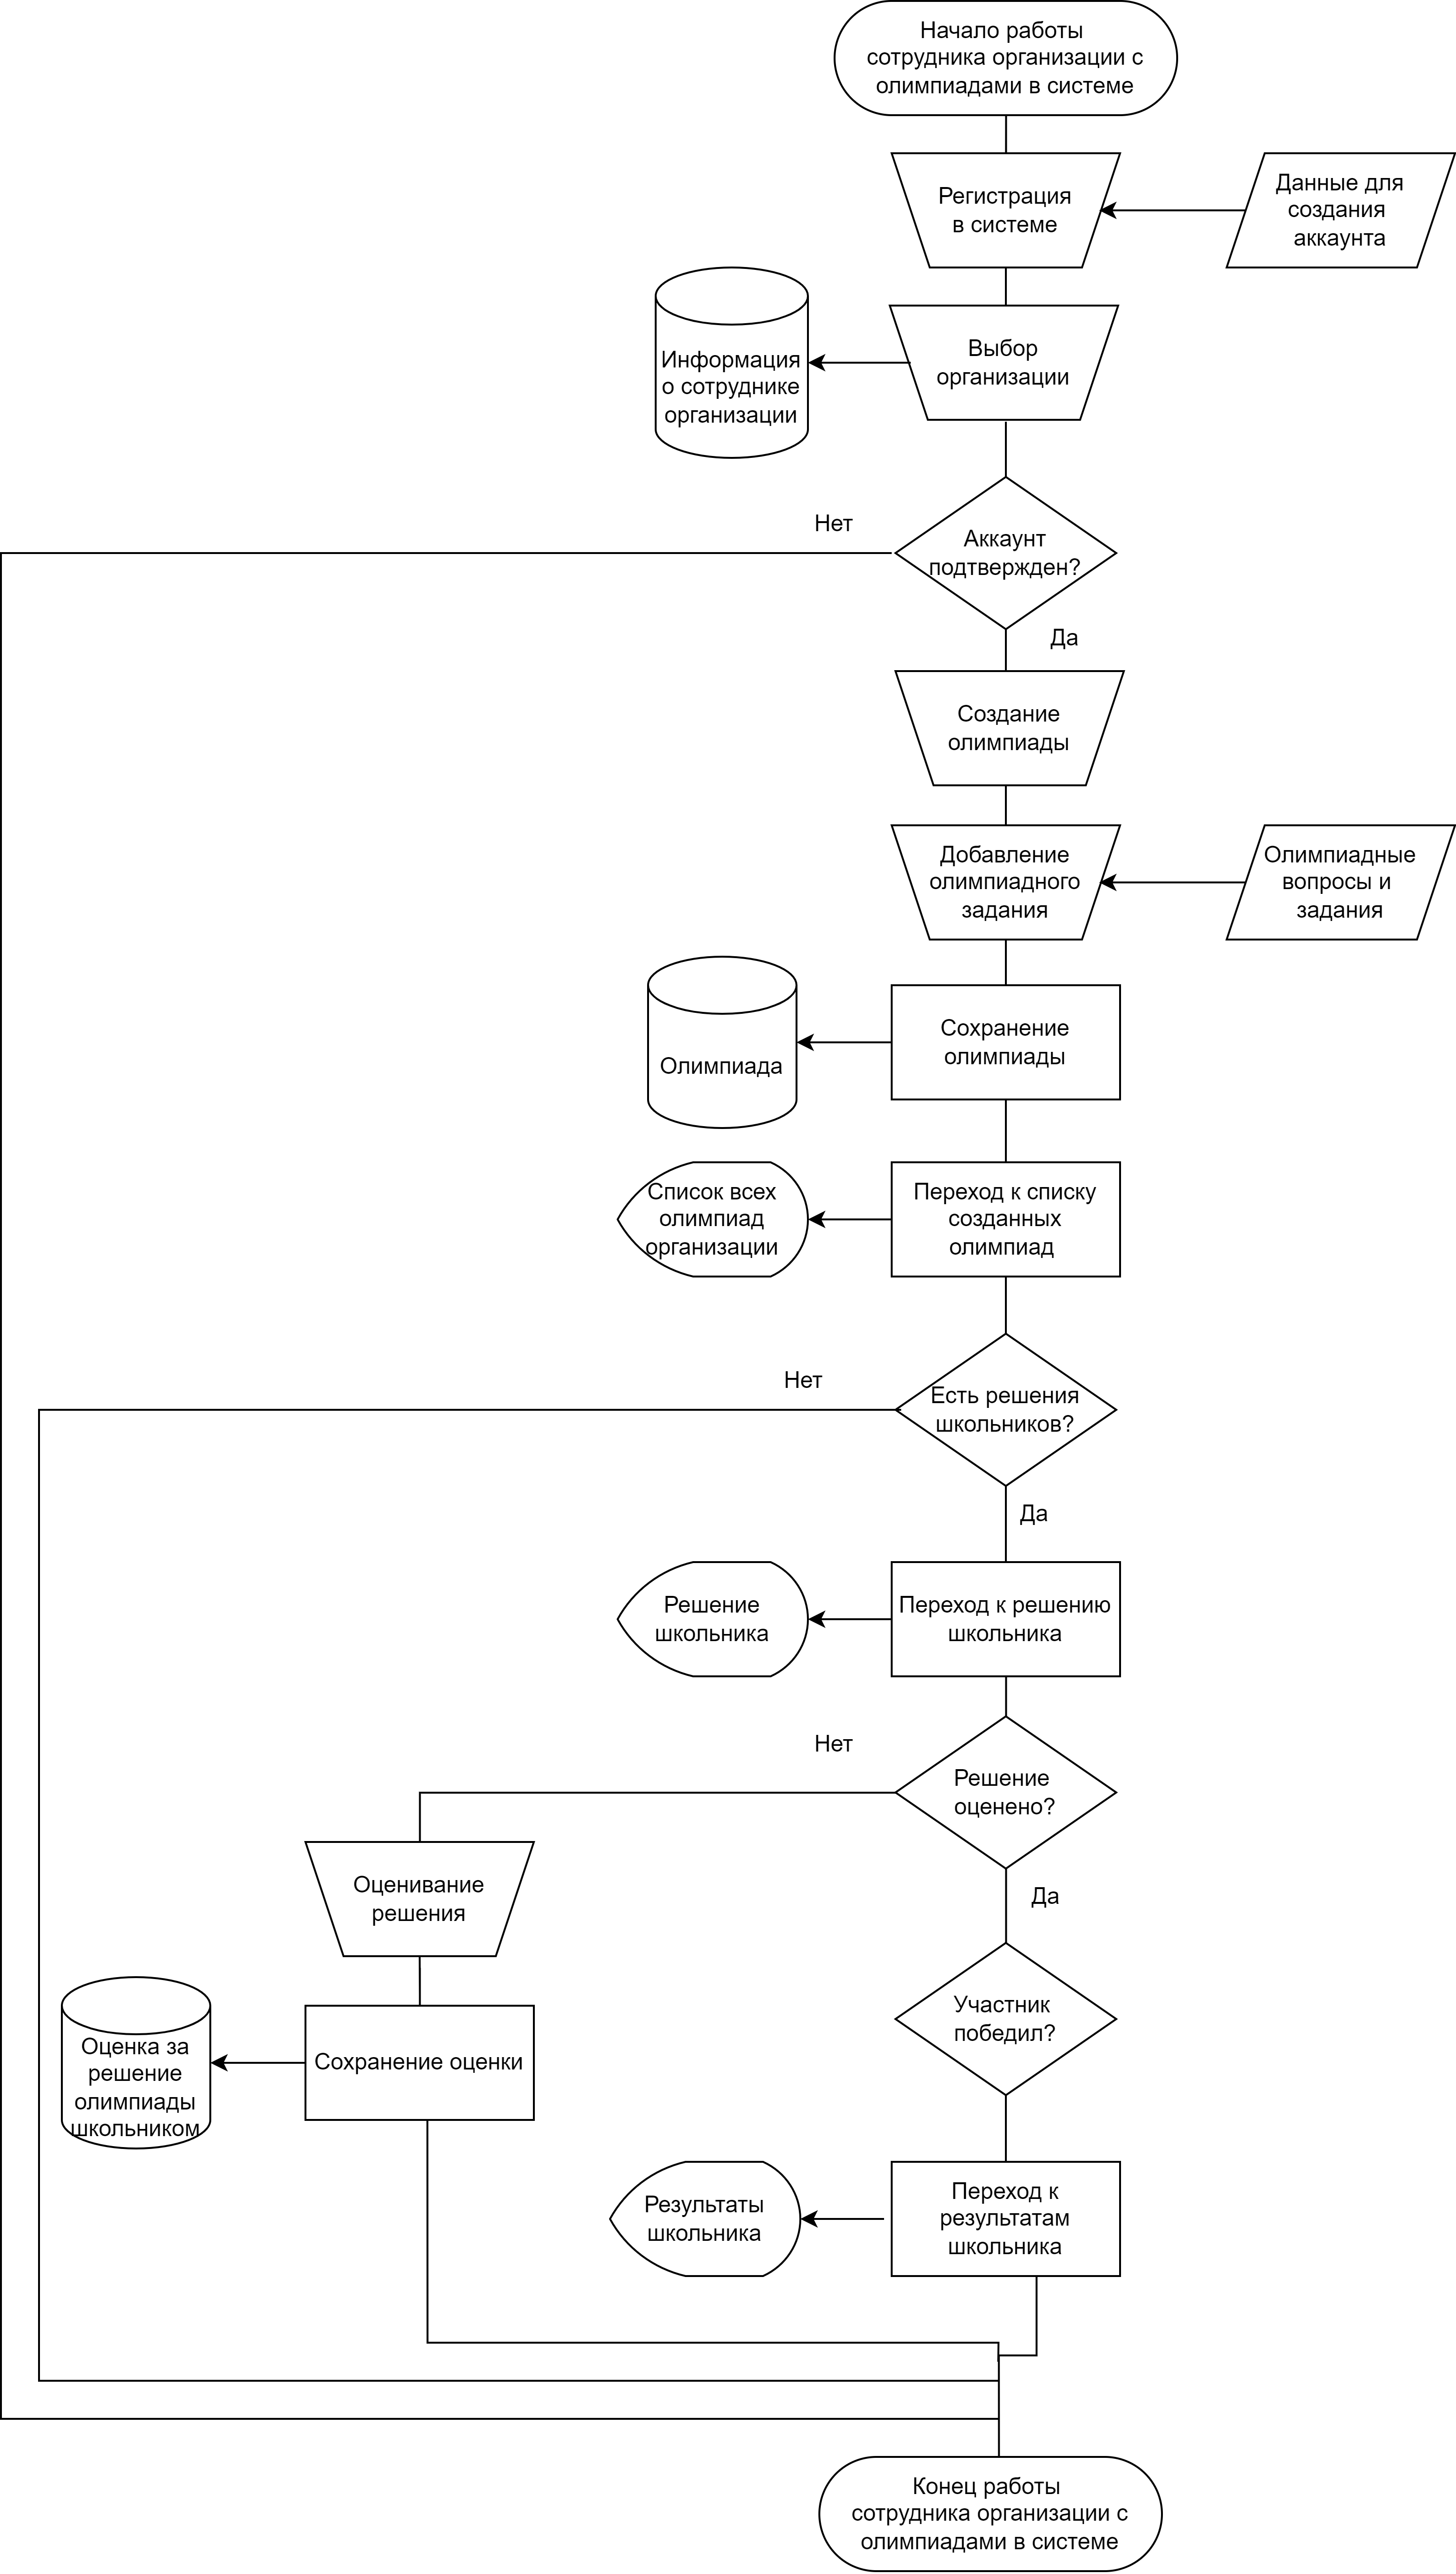 Начало работы
сотрудника организации с
олимпиадами в системе
Регистрация
в системе
Данные для
создания
аккаунта
Выбор
организации
Информация
о сотруднике
организации
Нет
Аккаунт
подтвержден?
Да
Создание
олимпиады
Добавление
олимпиадного
задания
Олимпиадные
вопросы и
задания
Сохранение
олимпиады
Олимпиада
Список всех
олимпиад
организации
Переход к списку
созданных
олимпиад
Нет
Есть решения
школьников?
Да
Решение
школьника
Переход к решению
школьника
Нет
Решение
оценено?
Да
Оценивание
решения
Участник
победил?
Оценка за
решение
олимпиады
школьником
Сохранение оценки
Результаты
школьника
Переход к
результатам
школьника
Конец работы
сотрудника организации с
олимпиадами в системе